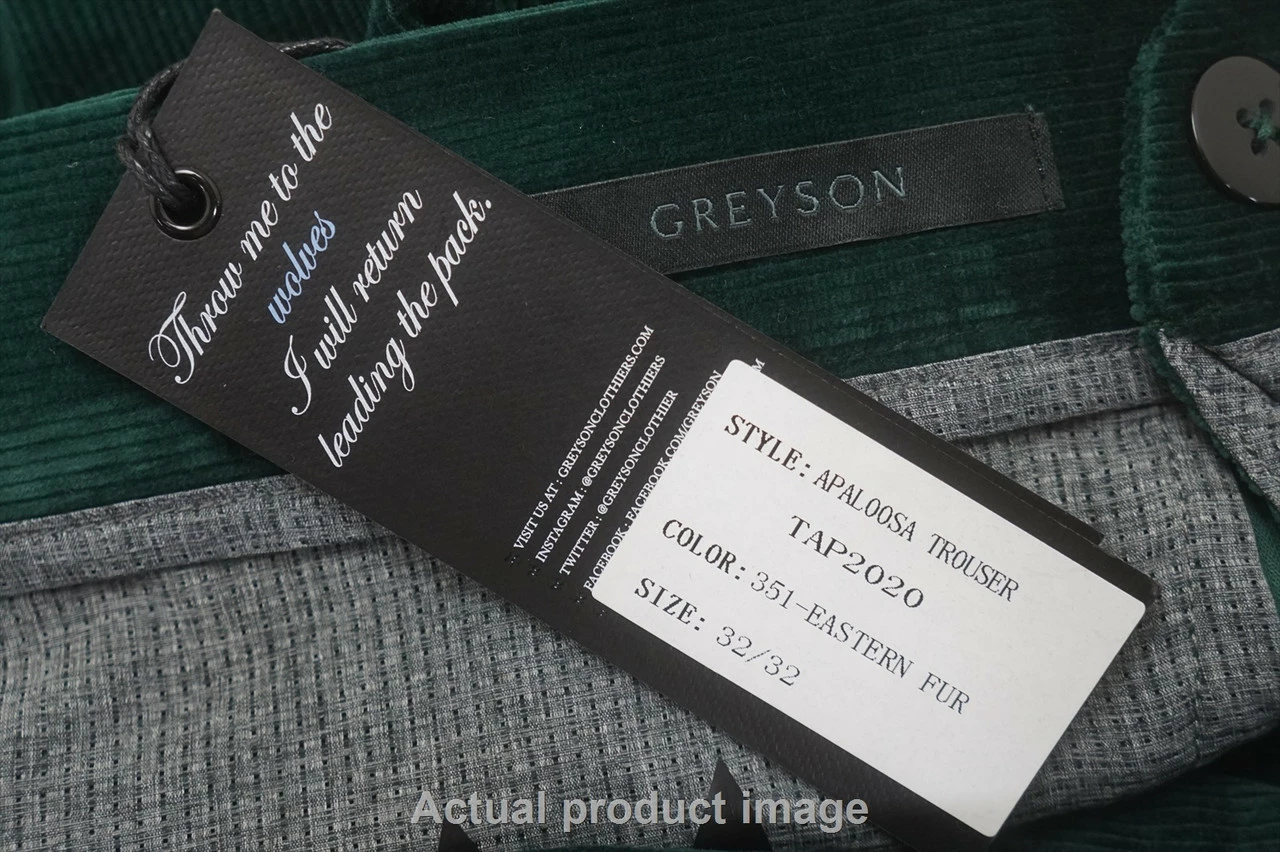 Throw me to the
wolves
I will return
leading the pack.
GREYSON
VISIT US AT : GREYSONCLOTHIERS.COM
INSTAGRAM : @GREYSONCLOTHIERS
TWITTER : @GREYSONCLOTHIER
FACEBOOK : FACEBOOK.COM/GREYSON
STYLE: APALOOSA TROUSER
TAP2020
COLOR: 351-EASTERN FUR
SIZE: 32/32
Actual product image